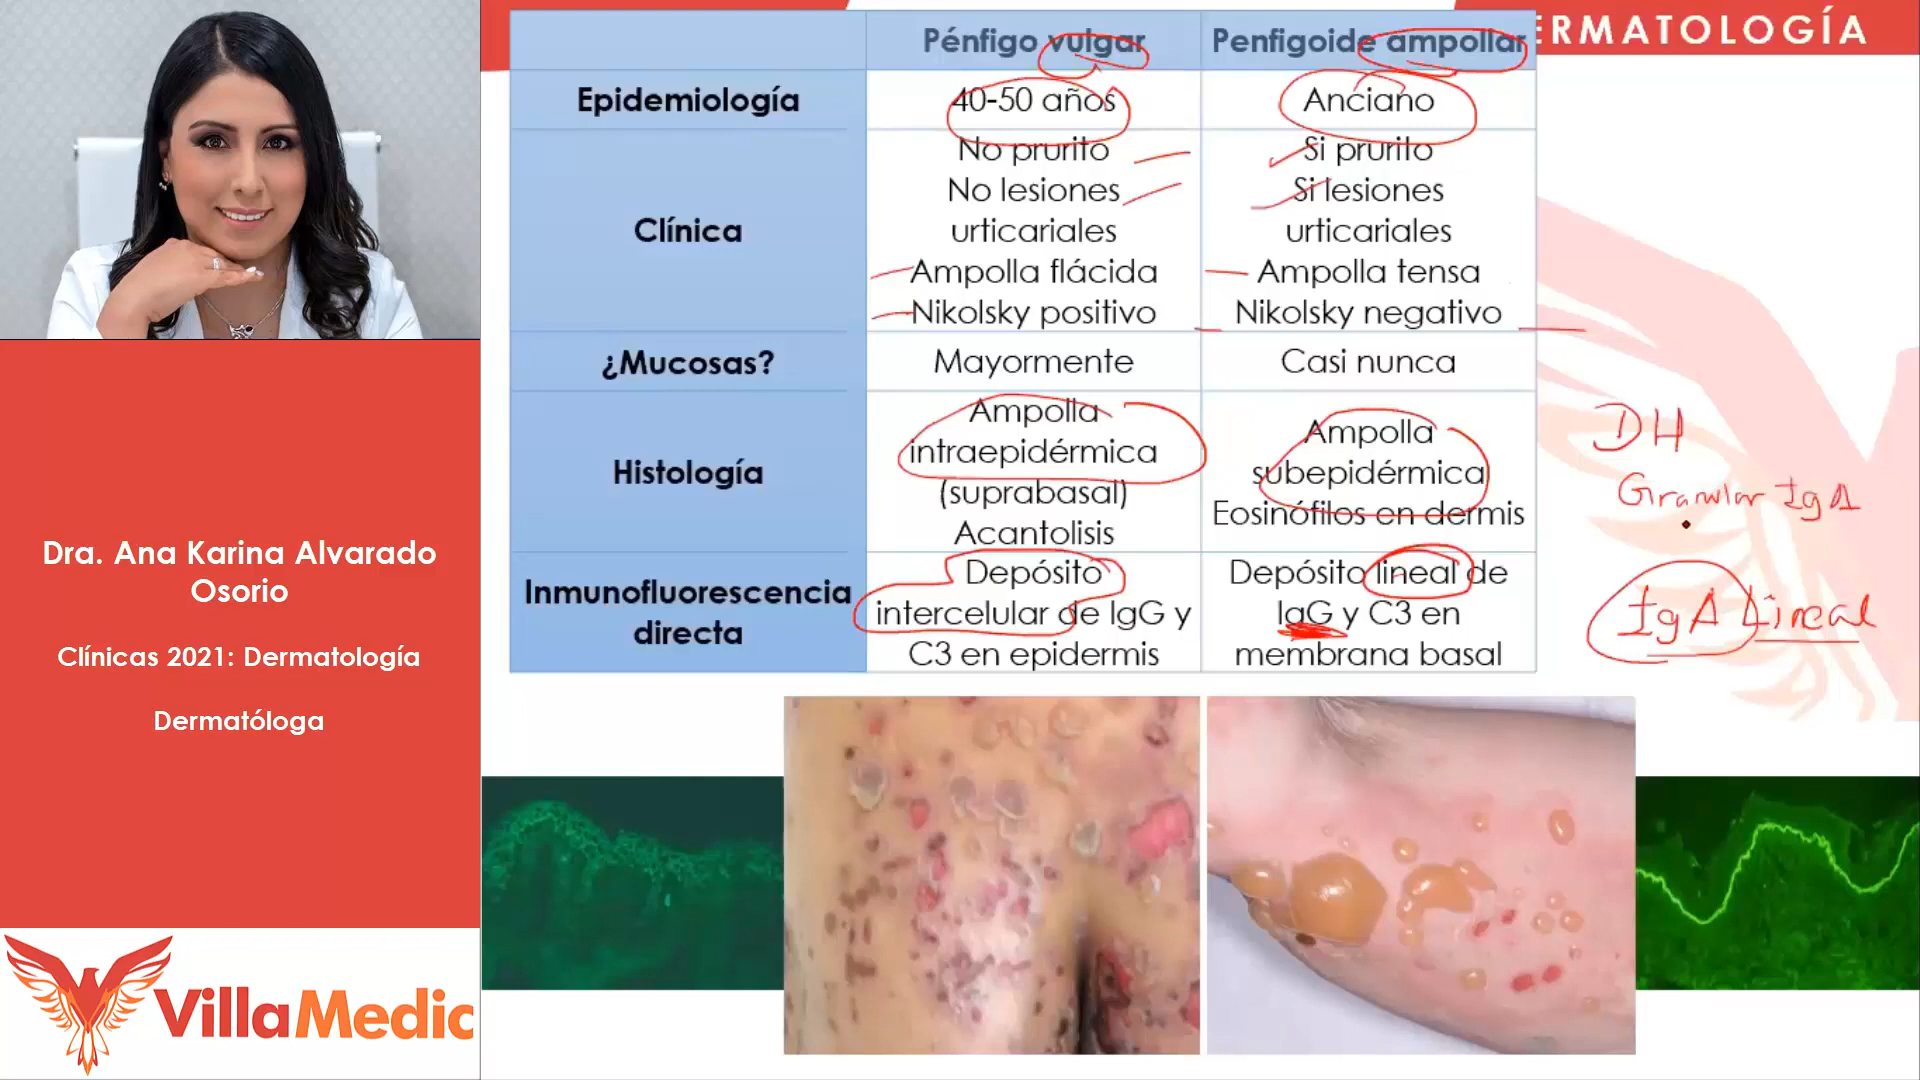 ERMATOLOGÍA
Pénfigo vulgar
Penfigoide ampollar
Epidemiología
40-50 años
Anciano
Clínica
No prurito
No lesiones
urticariales
Ampolla flácida
Nikolsky positivo
Si prurito
Si lesiones
urticariales
Ampolla tensa
Nikolsky negativo
¿Mucosas?
Mayormente
Casi nunca
Histología
Ampolla
intraepidérmica
(suprabasal)
Acantolisis
Ampolla
subepidérmica
Eosinófilos en dermis
Inmunofluorescencia
directa
Depósito
intercelular de IgG y
C3 en epidermis
Depósito lineal de
IgG y C3 en
membrana basal
DH
Granular IgA
IgA Lineal
Dra. Ana Karina Alvarado
Osorio
Clínicas 2021: Dermatología
Dermatóloga
VillaMedic